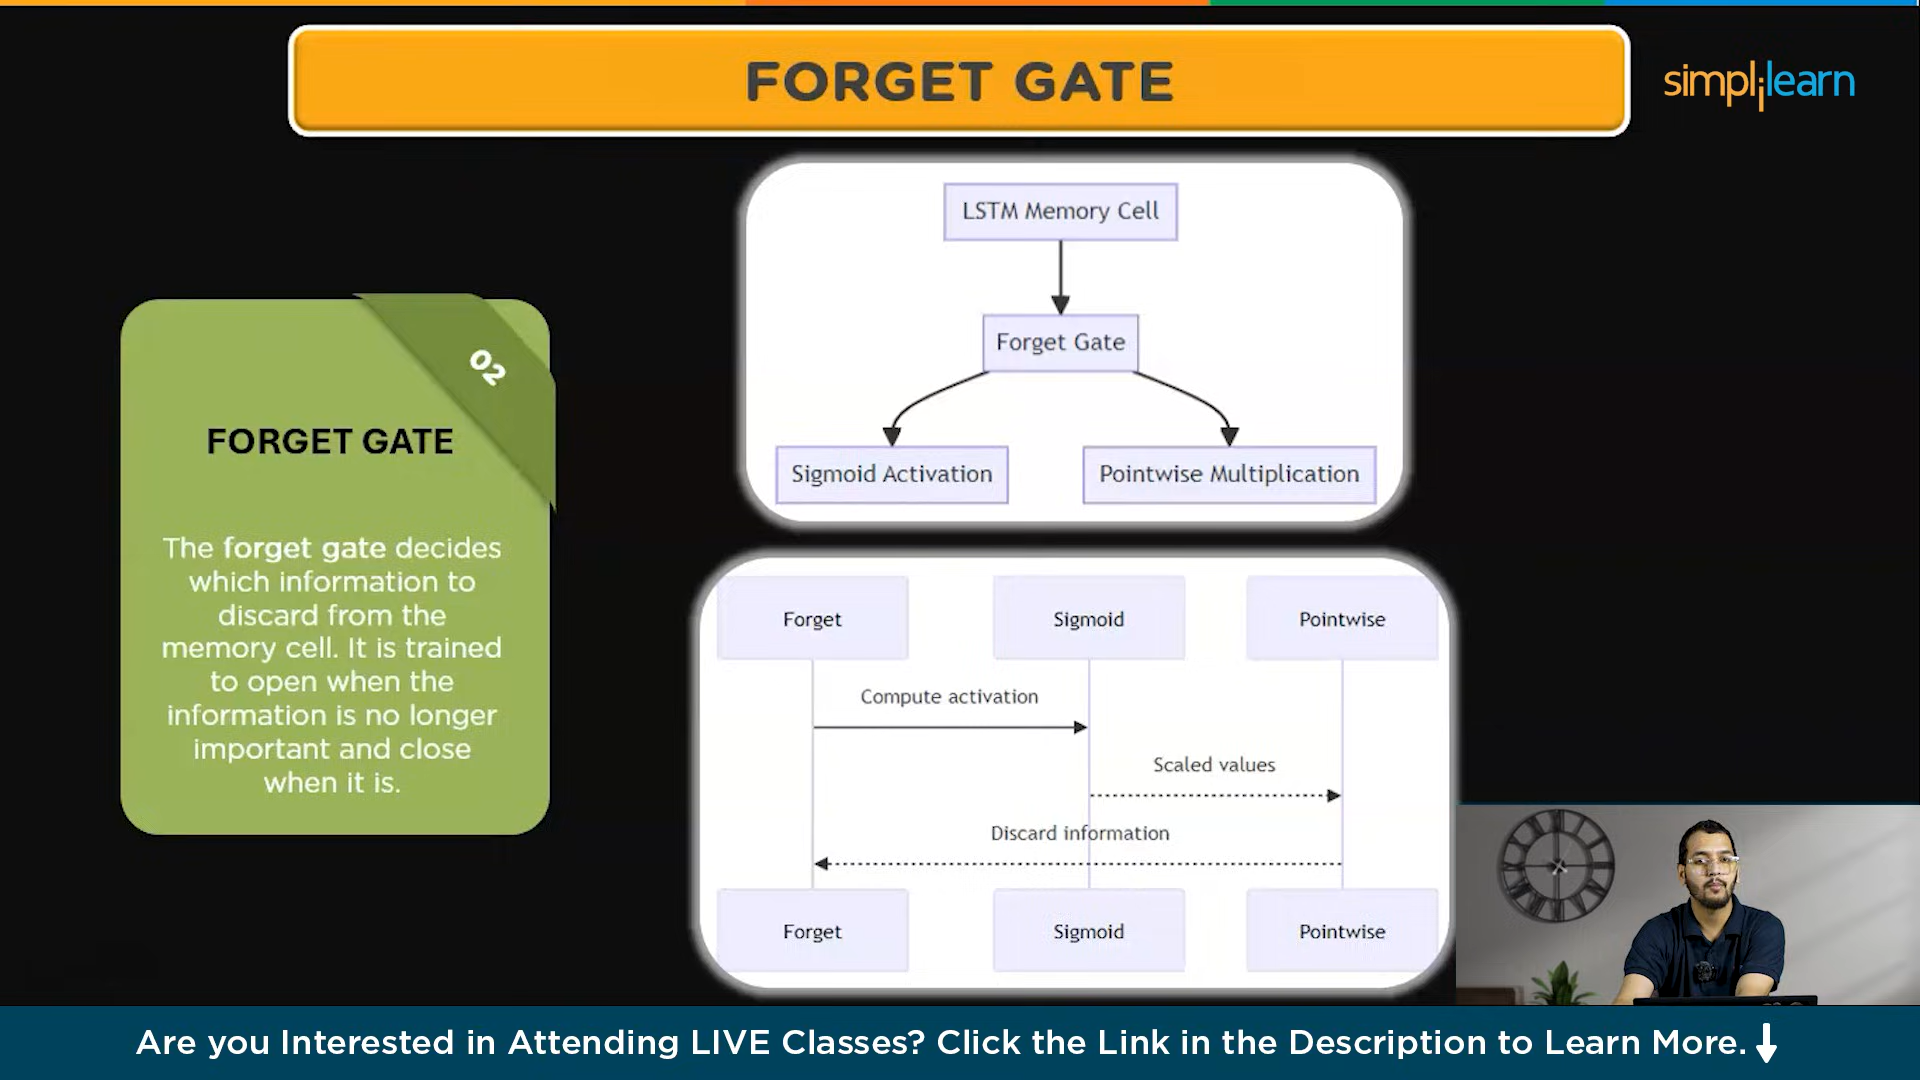 FORGET GATE
simplilearn
LSTM Memory Cell
Forget Gate
Sigmoid Activation
Pointwise Multiplication
02
FORGET GATE
The forget gate decides
which information to
discard from the
memory cell. It is trained
to open when the
information is no longer
important and close
when it is.
Forget
Sigmoid
Pointwise
Compute activation
Scaled values
Discard information
Forget
Sigmoid
Pointwise
Are you Interested in Attending LIVE Classes? Click the Link in the Description to Learn More.